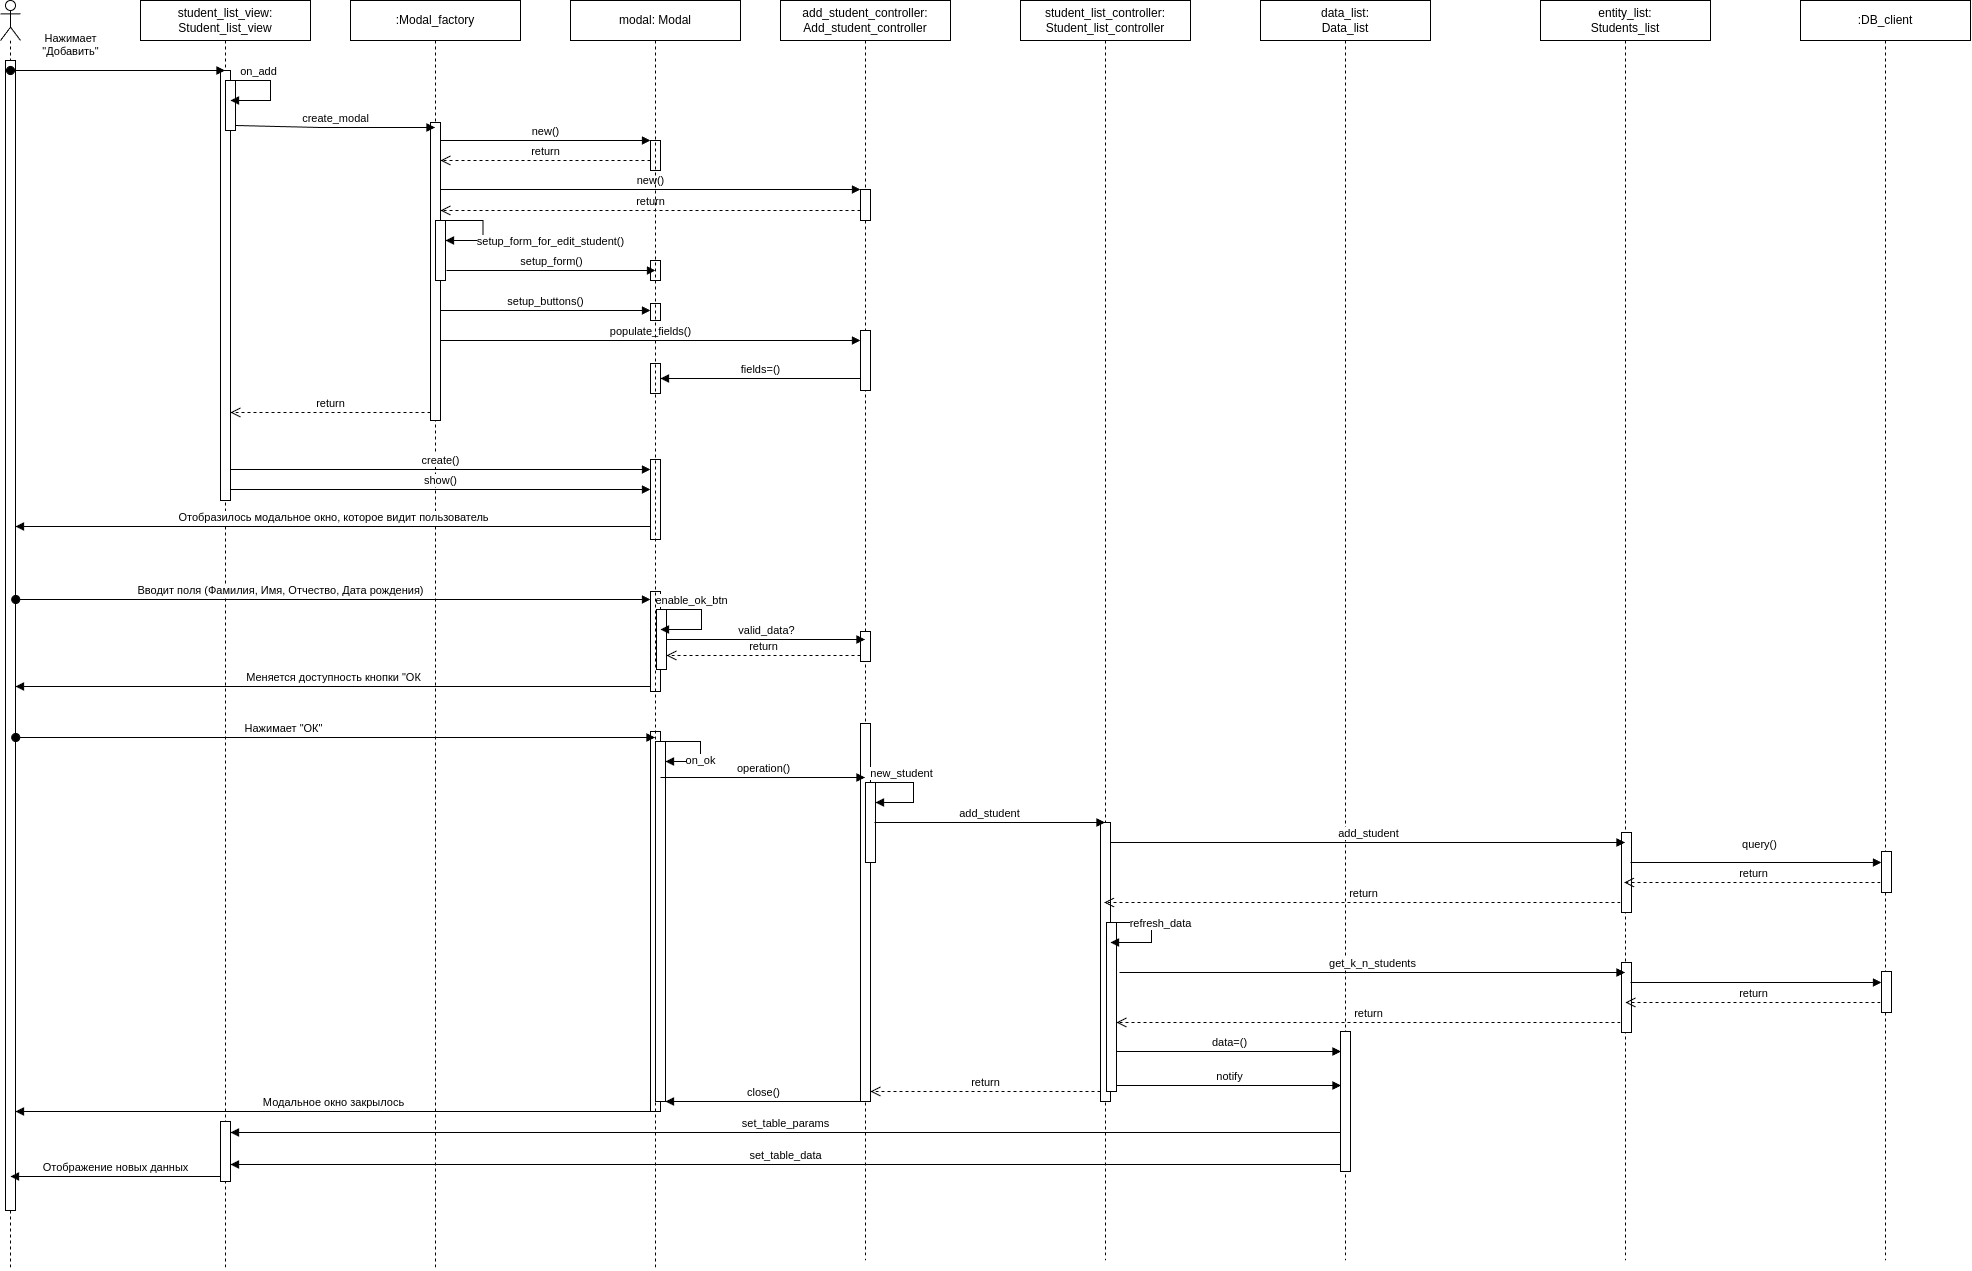 student_list_view:
Student_list_view
:Modal_factory
modal: Modal
add_student_controller:
Add_student_controller
student_list_controller:
Student_list_controller
data_list:
Data_list
entity_list:
Students_list
:DB_client
Нажимает
"Добавить"
on_add
create_modal
new()
return
new()
return
setup_form_for_edit_student()
setup_form()
setup_buttons()
populate_fields()
fields=()
return
create()
show()
Отобразилось модальное окно, которое видит пользователь
Вводит поля (Фамилия, Имя, Отчество, Дата рождения)
enable_ok_btn
valid_data?
return
Меняется доступность кнопки "ОК
Нажимает "ОК"
on_ok
operation()
new_student
add_student
add_student
query()
return
return
refresh_data
get_k_n_students
return
return
data=()
notify
return
close()
Модальное окно закрылось
set_table_params
set_table_data
Отображение новых данных